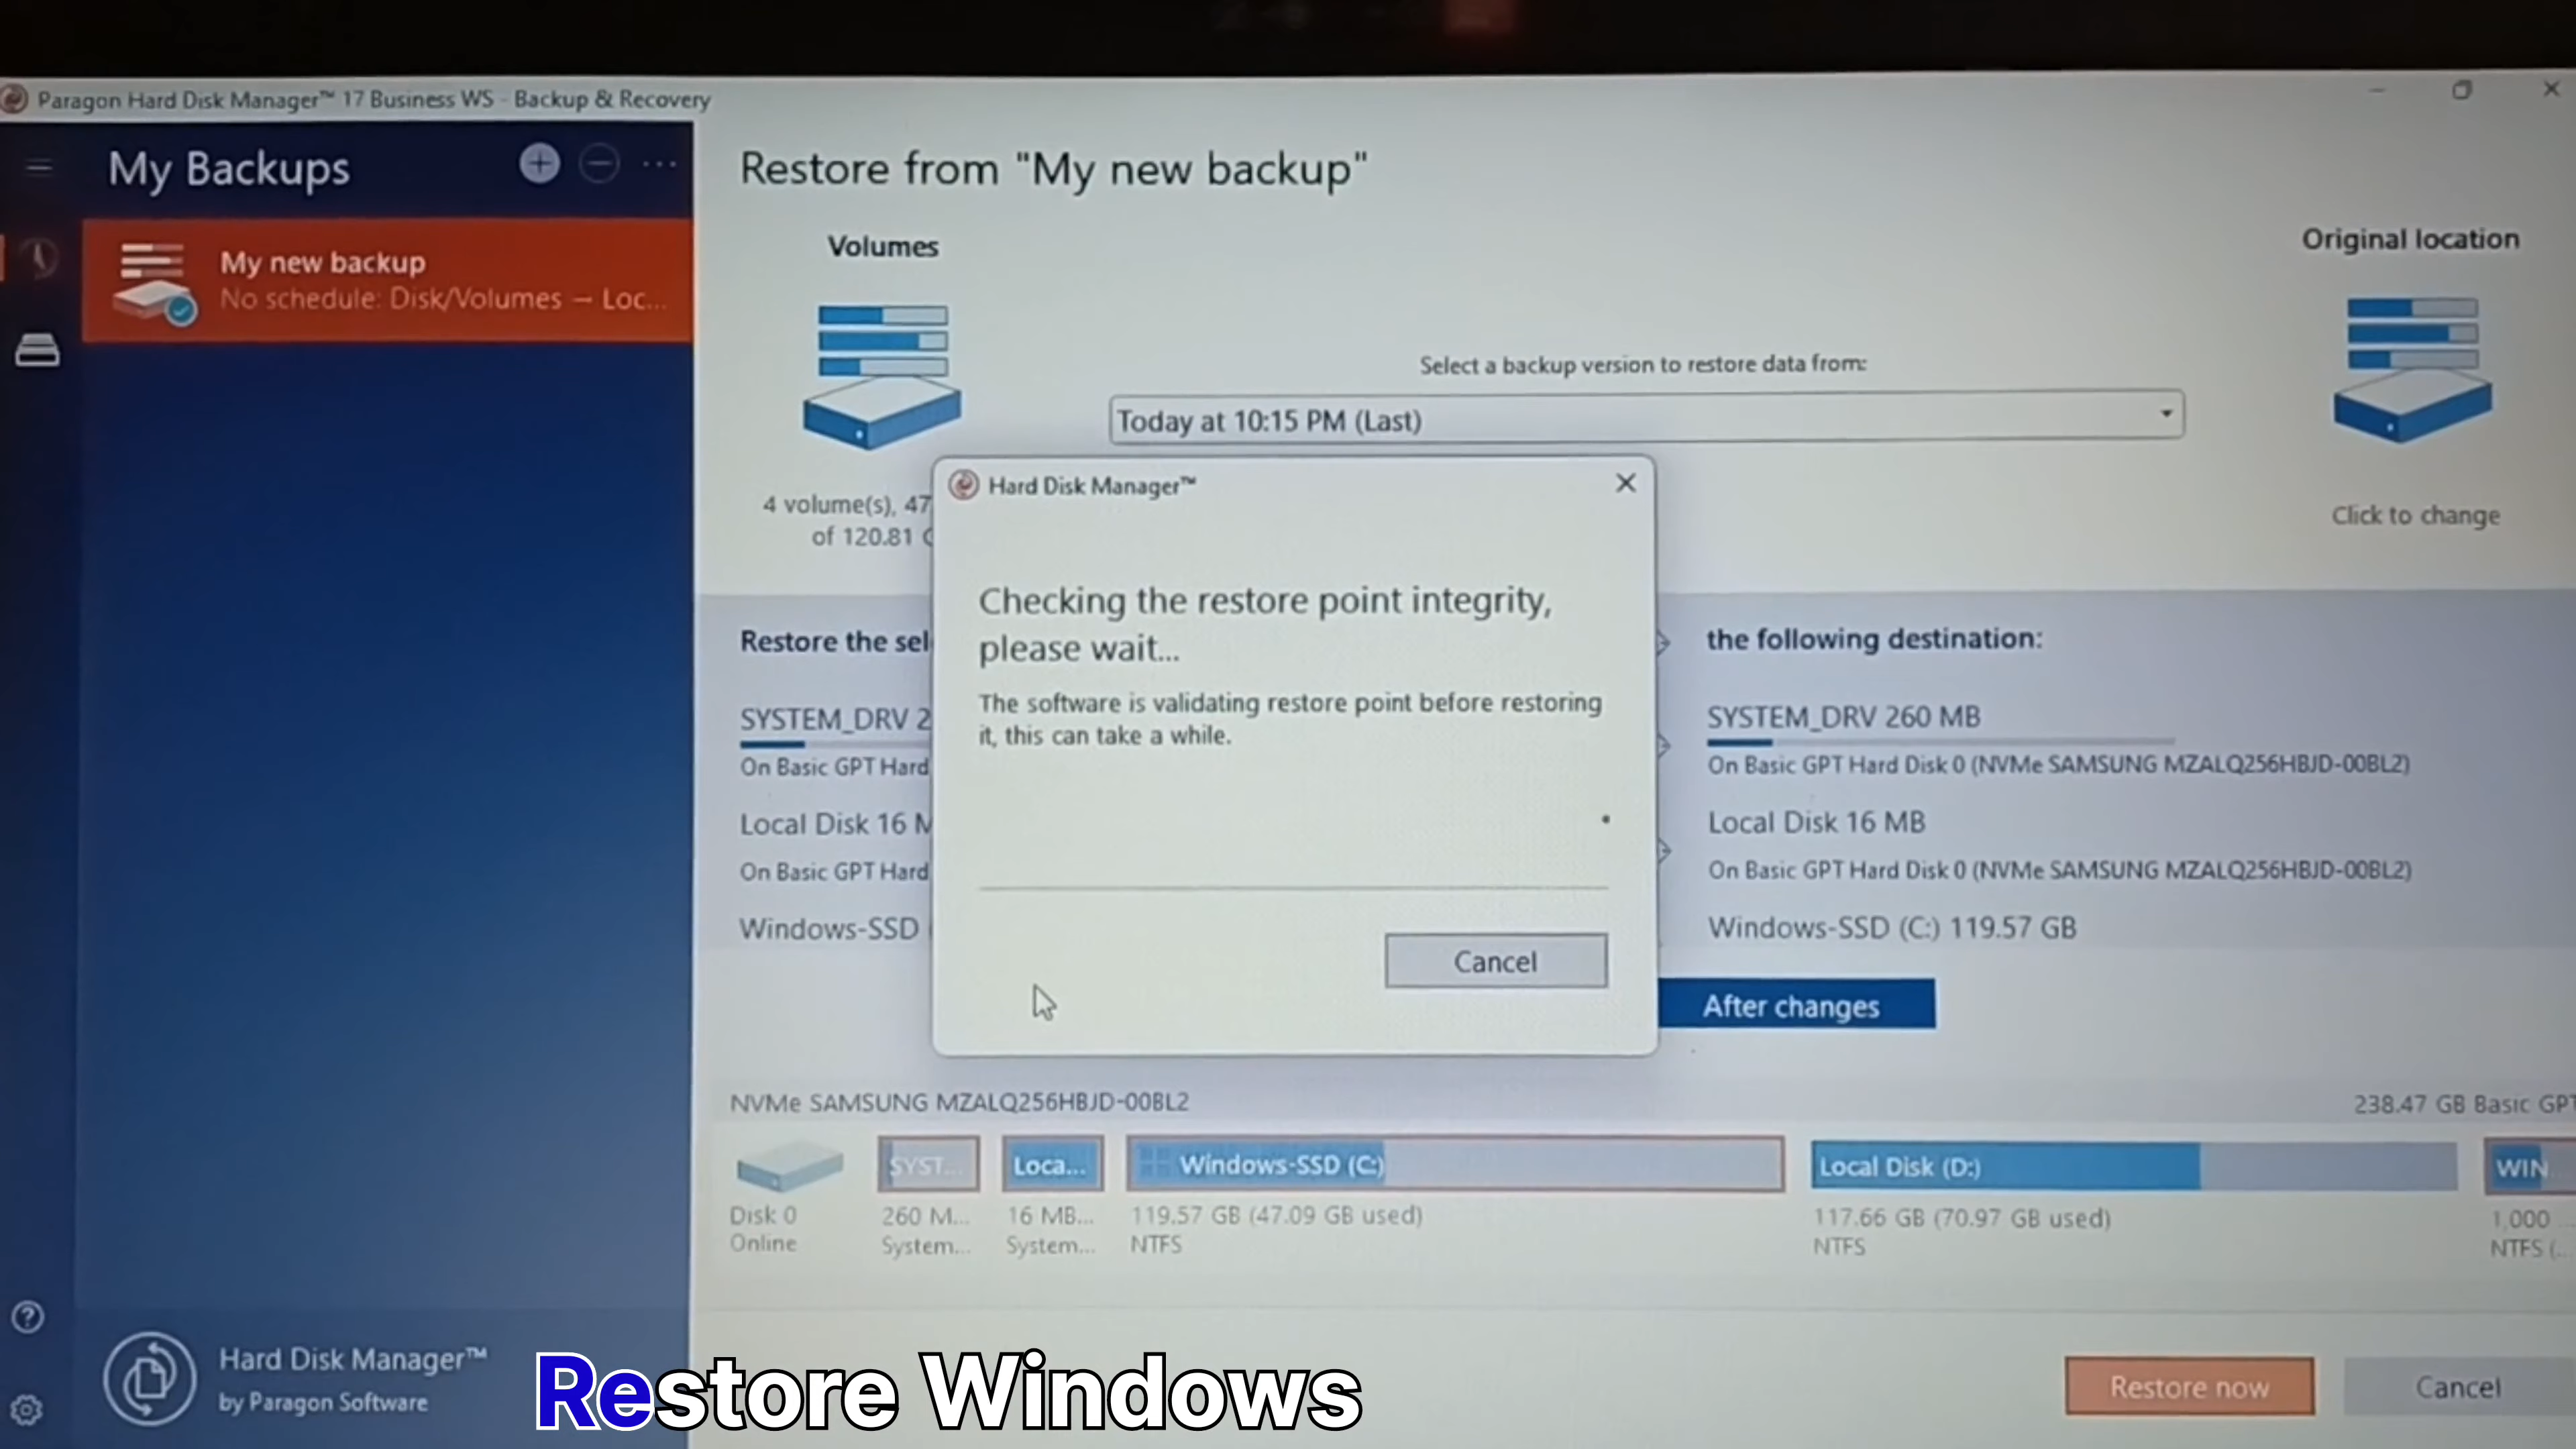 Paragon Hard Disk Manager™ 17 Business WS - Backup & Recovery
My Backups
My new backup
No schedule: Disk/Volumes – Loc...
Restore from "My new backup"
Volumes
Original location
Select a backup version to restore data from:
Today at 10:15 PM (Last)
4 volume(s), 47
of 120.81
Click to change
Hard Disk Manager™
Checking the restore point integrity,
please wait...
The software is validating restore point before restoring
it, this can take a while.
Cancel
Restore the sel
the following destination:
SYSTEM_DRV 2
SYSTEM_DRV 260 MB
On Basic GPT Hard
On Basic GPT Hard Disk 0 (NVMe SAMSUNG MZALQ256HBJD-00BL2)
Local Disk 16 M
Local Disk 16 MB
On Basic GPT Hard
On Basic GPT Hard Disk 0 (NVMe SAMSUNG MZALQ256HBJD-00BL2)
Windows-SSD
Windows-SSD (C:) 119.57 GB
After changes
NVMe SAMSUNG MZALQ256HBJD-00BL2
238.47 GB Basic GPT
SYST...
Loca...
Windows-SSD (C:)
Local Disk (D:)
WIN
Disk 0
Online
260 M...
System...
16 MB...
System...
119.57 GB (47.09 GB used)
NTFS
117.66 GB (70.97 GB used)
NTFS
1,000 ...
NTFS (...
Hard Disk Manager™
by Paragon Software
Restore Windows
Restore now
Cancel